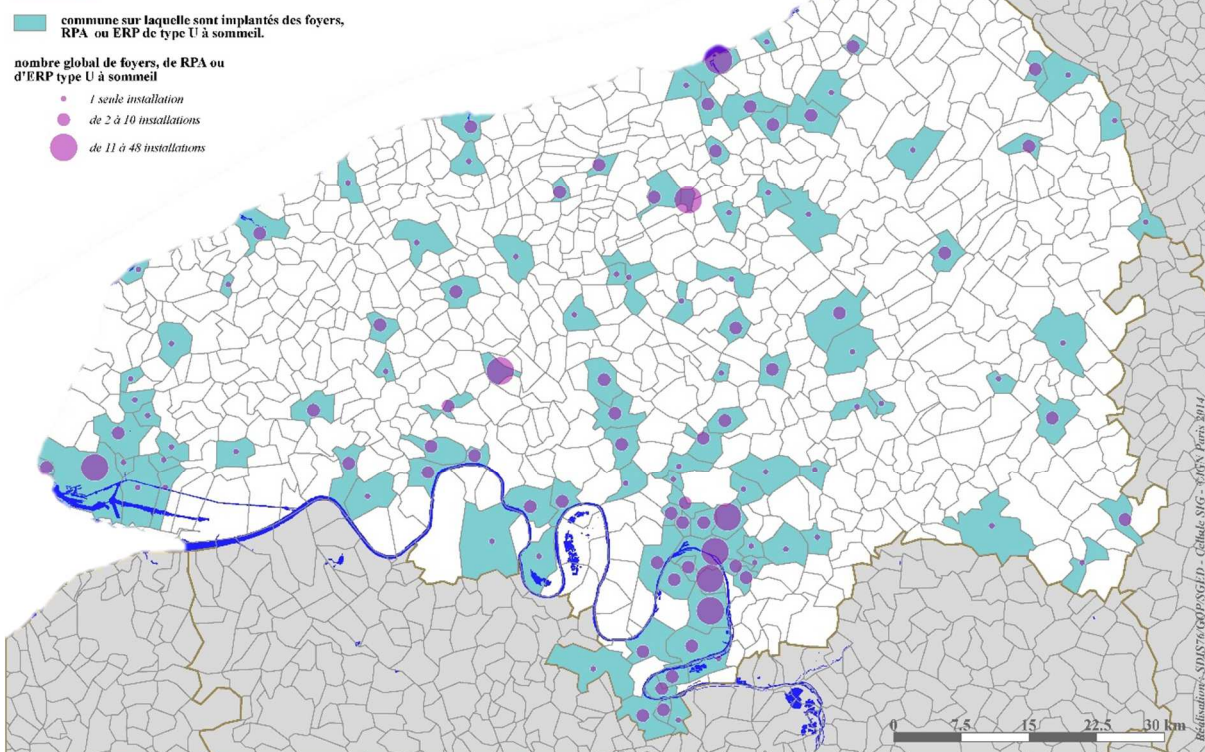 commune sur laquelle sont implantés des foyers,
RPA ou ERP de type U à sommeil.
nombre global de foyers, de RPA ou
d'ERP type U à sommeil
1 seule installation
de 2 à 10 installations
de 11 à 48 installations
0 7.5 15 22.5 30 km
Réalisation : SDIS76/GOP/SGED - Cellule SIG - ©IGN Paris 2014